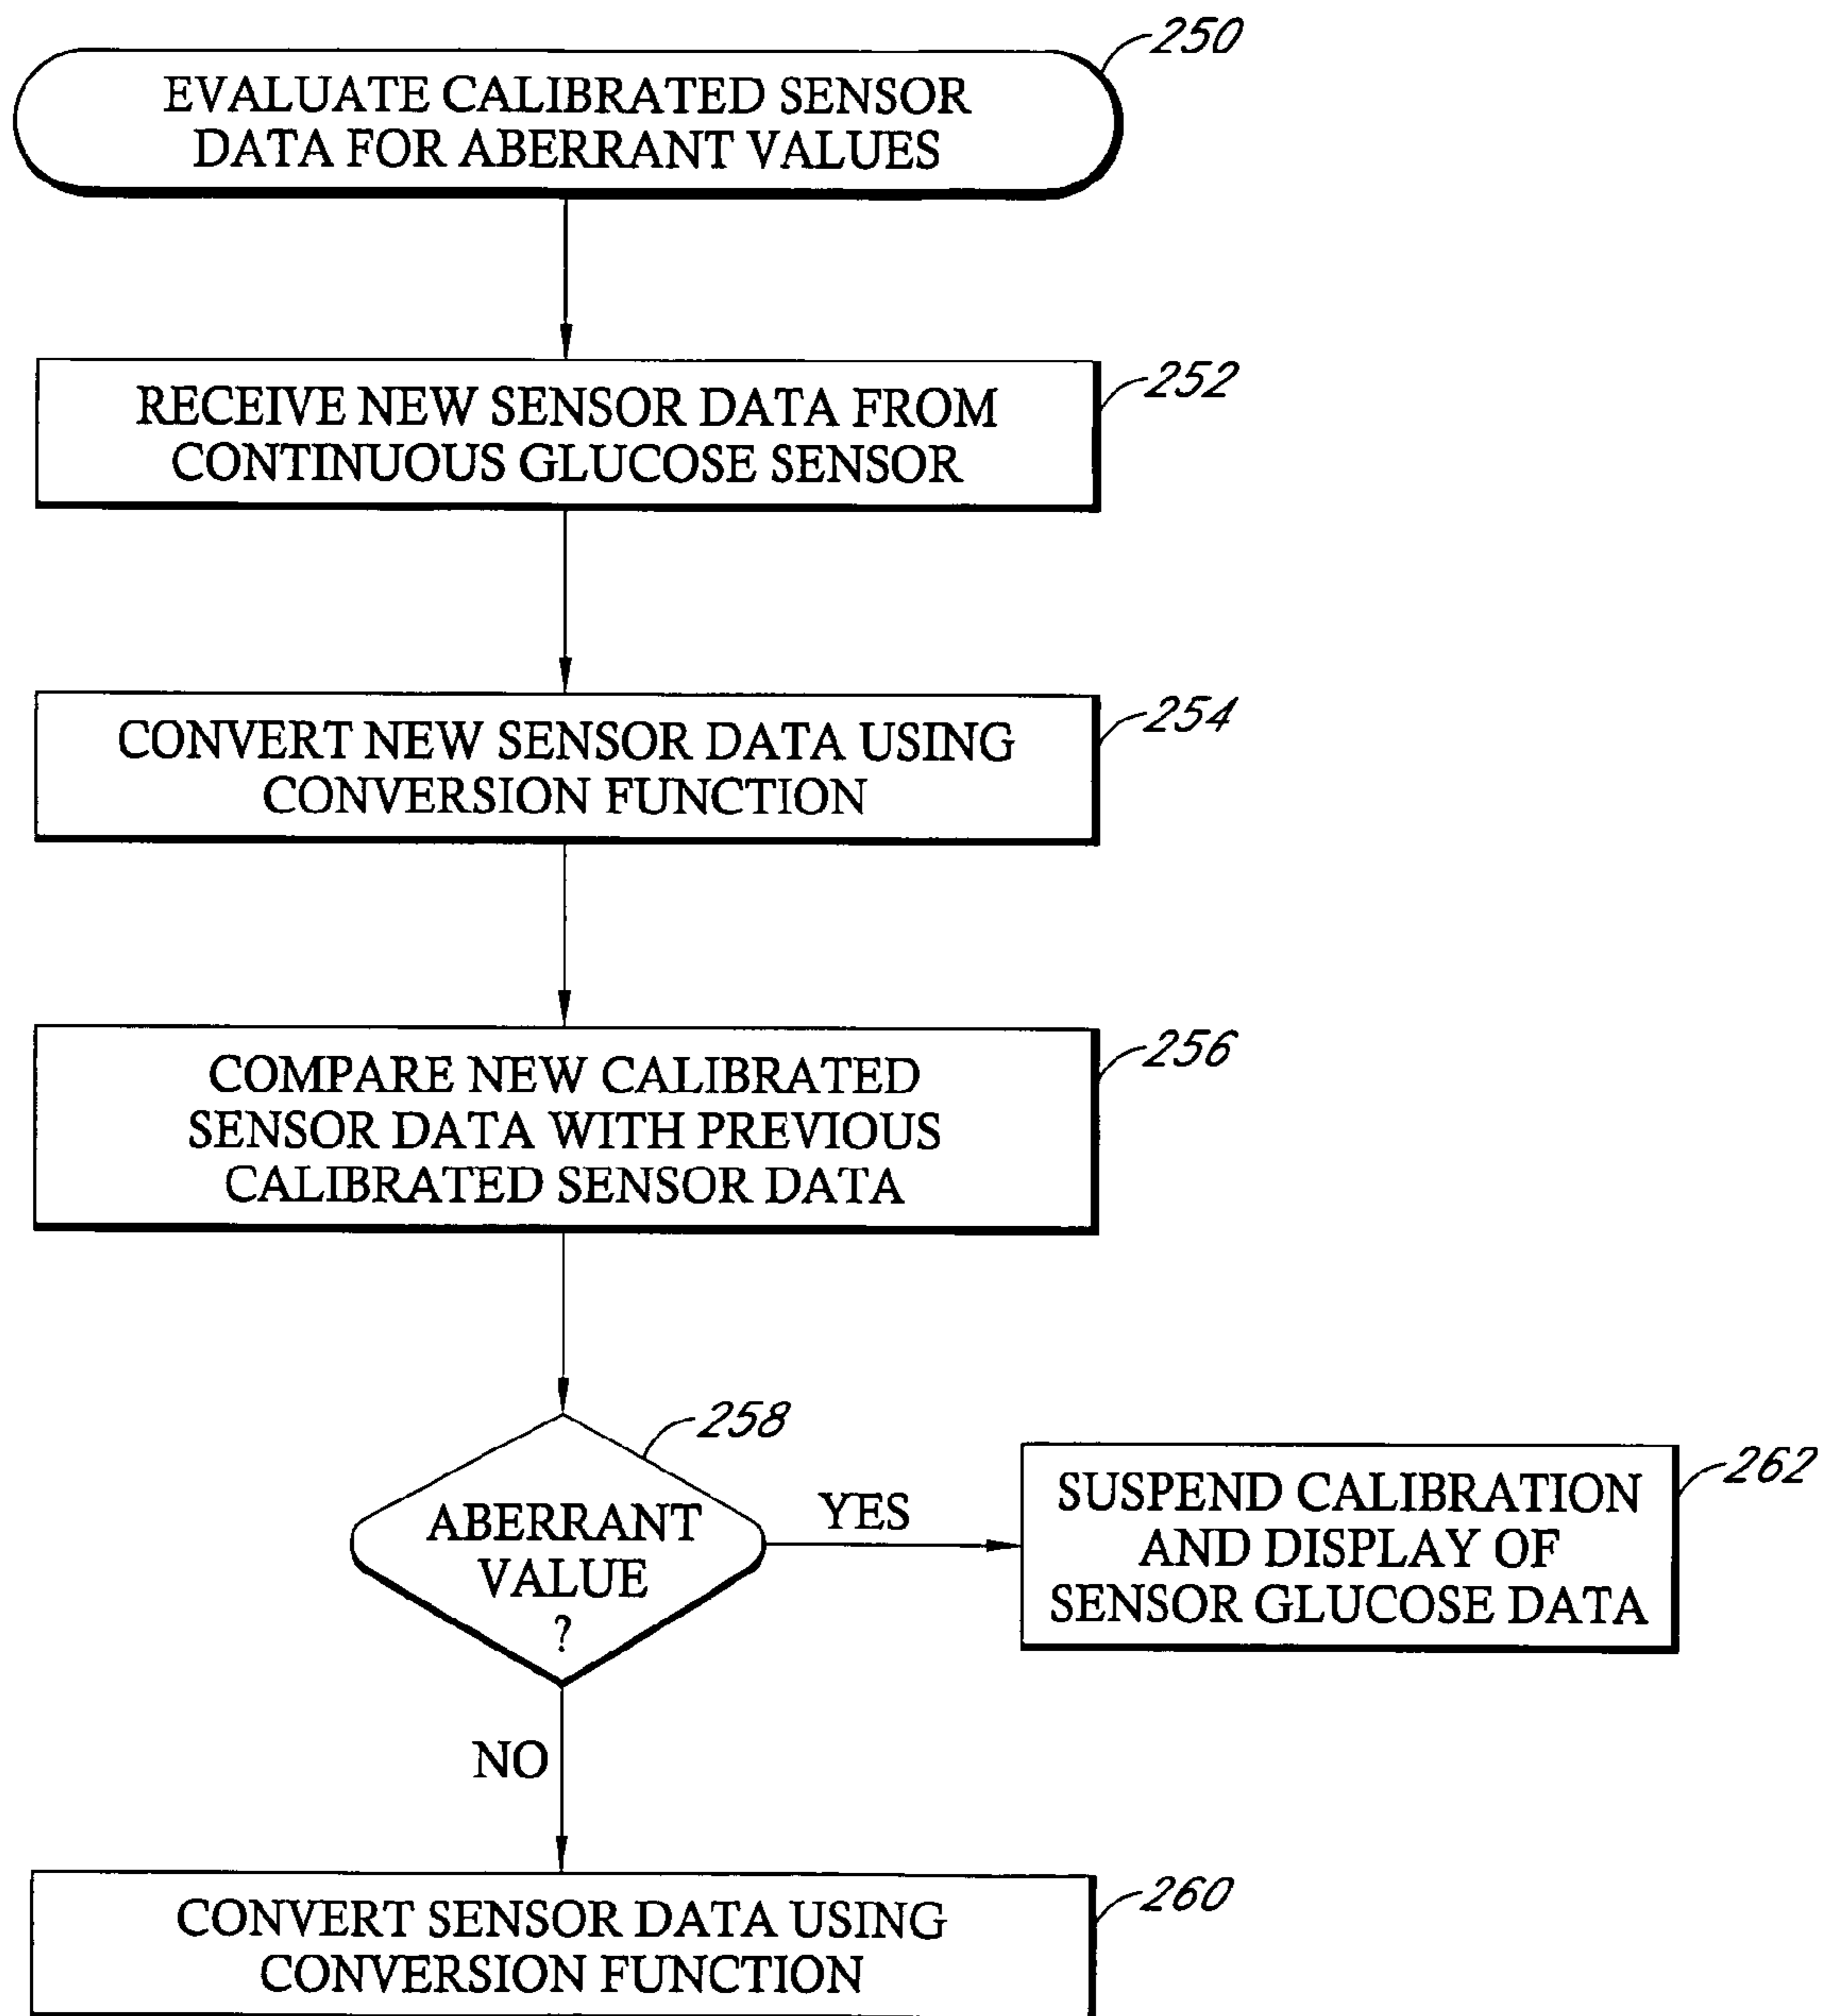 250
EVALUATE CALIBRATED SENSOR
DATA FOR ABERRANT VALUES
252
RECEIVE NEW SENSOR DATA FROM
CONTINUOUS GLUCOSE SENSOR
254
CONVERT NEW SENSOR DATA USING
CONVERSION FUNCTION
256
COMPARE NEW CALIBRATED
SENSOR DATA WITH PREVIOUS
CALIBRATED SENSOR DATA
258
ABERRANT
VALUE
?
YES
262
SUSPEND CALIBRATION
AND DISPLAY OF
SENSOR GLUCOSE DATA
NO
260
CONVERT SENSOR DATA USING
CONVERSION FUNCTION